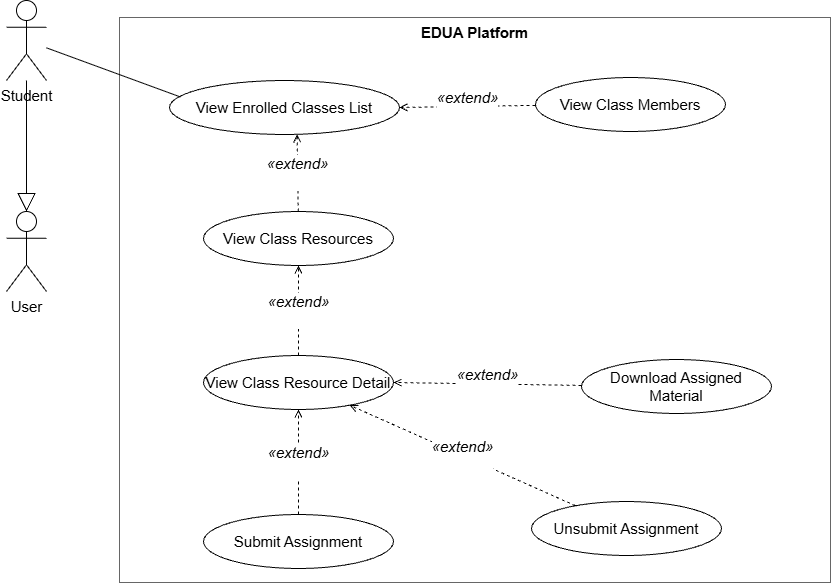 EDUA Platform
Student
View Enrolled Classes List
«extend»
View Class Members
«extend»
View Class Resources
User
«extend»
View Class Resource Detail
«extend»
Download Assigned
Material
«extend»
«extend»
Submit Assignment
Unsubmit Assignment